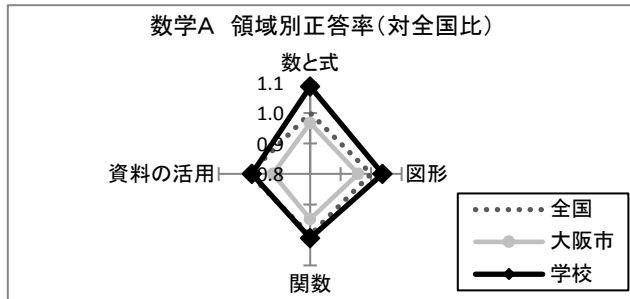 数学A 領域別正答率(対全国比)
数と式
1.1
1.0
0.9
0.8
資料の活用
図形
関数
全国
大阪市
学校